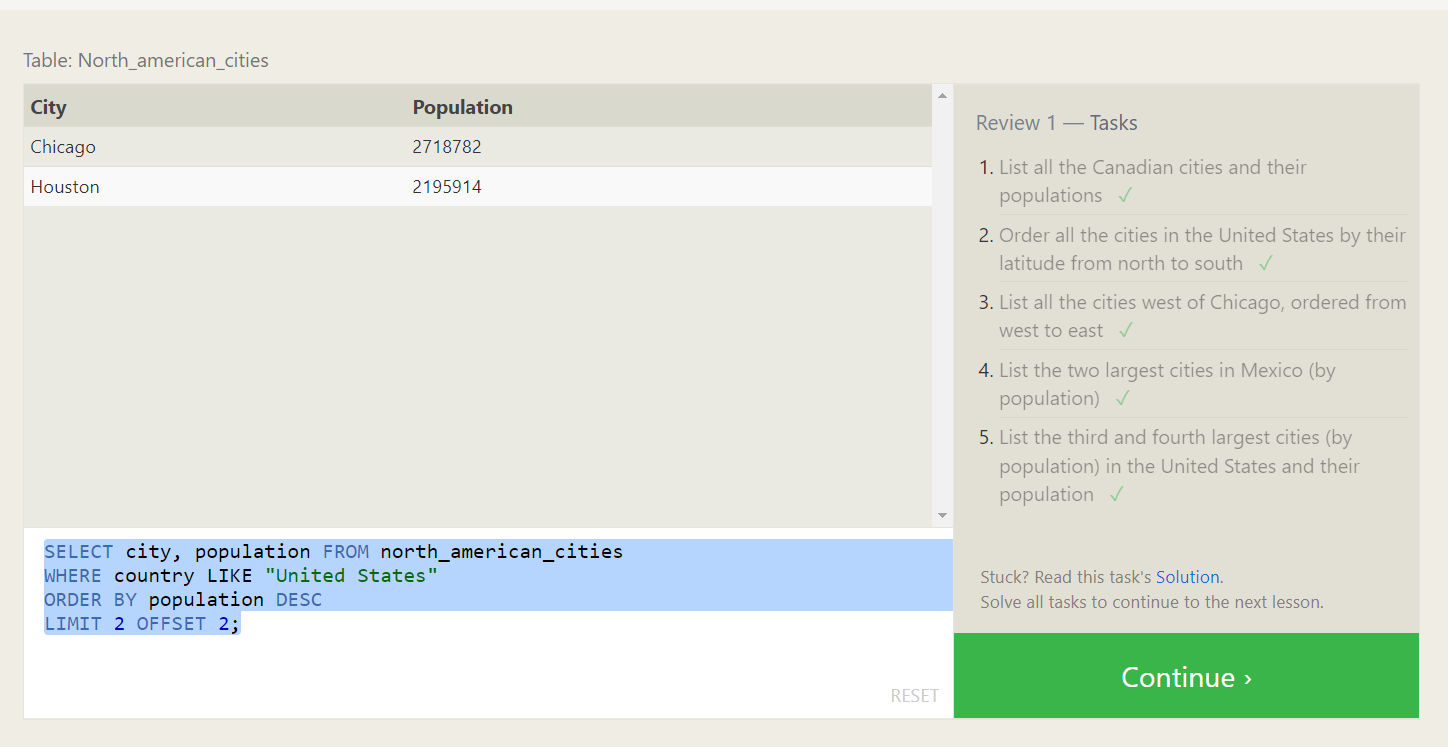 Table: North_american_cities
City Population
Chicago 2718782
Houston 2195914
SELECT city, population FROM north_american_cities
WHERE country LIKE "United States"
ORDER BY population DESC
LIMIT 2 OFFSET 2;
RESET
Review 1 — Tasks
1. List all the Canadian cities and their
populations ✓
2. Order all the cities in the United States by their
latitude from north to south ✓
3. List all the cities west of Chicago, ordered from
west to east ✓
4. List the two largest cities in Mexico (by
population) ✓
5. List the third and fourth largest cities (by
population) in the United States and their
population ✓
Stuck? Read this task's Solution.
Solve all tasks to continue to the next lesson.
Continue ›